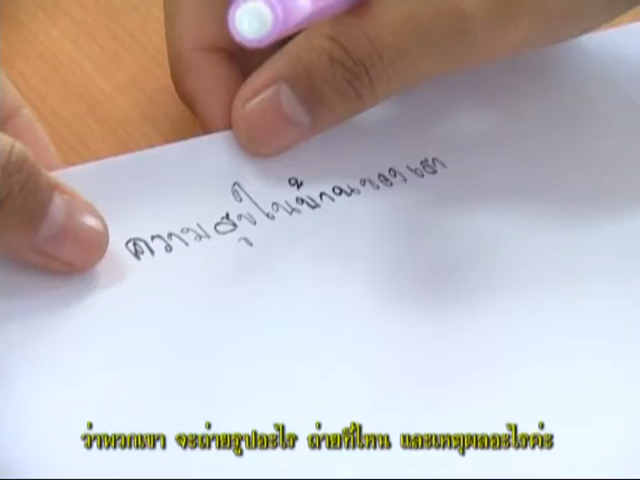 ความสุขในบ้านของเรา
ว่าพวกเขา จะถ่ายรูปอะไร ถ่ายที่ไหน และเหตุผลอะไรค่ะ